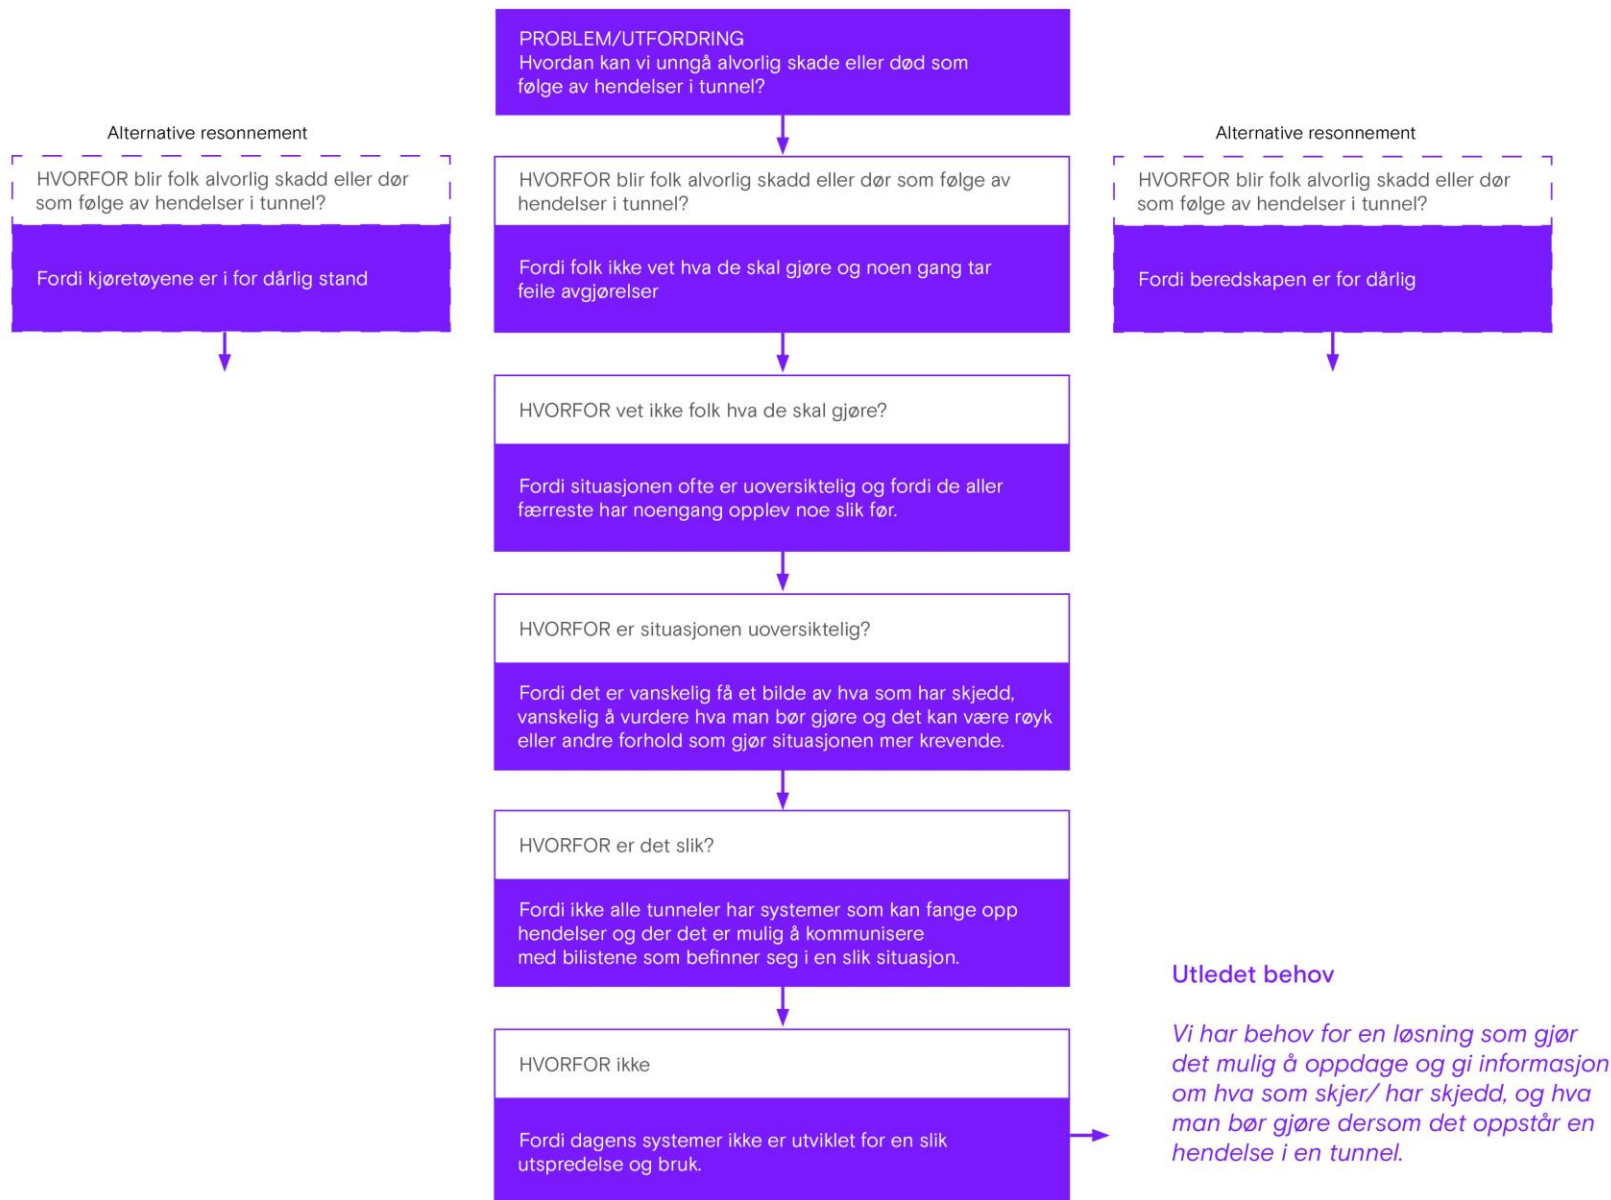 PROBLEM/UTFORDRING
Hvordan kan vi unngå alvorlig skade eller død som
følge av hendelser i tunnel?
Alternative resonnement
HVORFOR blir folk alvorlig skadd eller dør
som følge av hendelser i tunnel?
Fordi kjøretøyene er i for dårlig stand
HVORFOR blir folk alvorlig skadd eller dør som følge av
hendelser i tunnel?
Fordi folk ikke vet hva de skal gjøre og noen gang tar
feile avgjørelser
Alternative resonnement
HVORFOR blir folk alvorlig skadd eller dør
som følge av hendelser i tunnel?
Fordi beredskapen er for dårlig
HVORFOR vet ikke folk hva de skal gjøre?
Fordi situasjonen ofte er uoversiktelig og fordi de aller
færreste har noengang opplev noe slik før.
HVORFOR er situasjonen uoversiktelig?
Fordi det er vanskelig få et bilde av hva som har skjedd,
vanskelig å vurdere hva man bør gjøre og det kan være røyk
eller andre forhold som gjør situasjonen mer krevende.
HVORFOR er det slik?
Fordi ikke alle tunneler har systemer som kan fange opp
hendelser og der det er mulig å kommunisere
med bilistene som befinner seg i en slik situasjon.
HVORFOR ikke
Fordi dagens systemer ikke er utviklet for en slik
utspredelse og bruk.
Utledet behov
Vi har behov for en løsning som gjør
det mulig å oppdage og gi informasjon
om hva som skjer/ har skjedd, og hva
man bør gjøre dersom det oppstår en
hendelse i en tunnel.